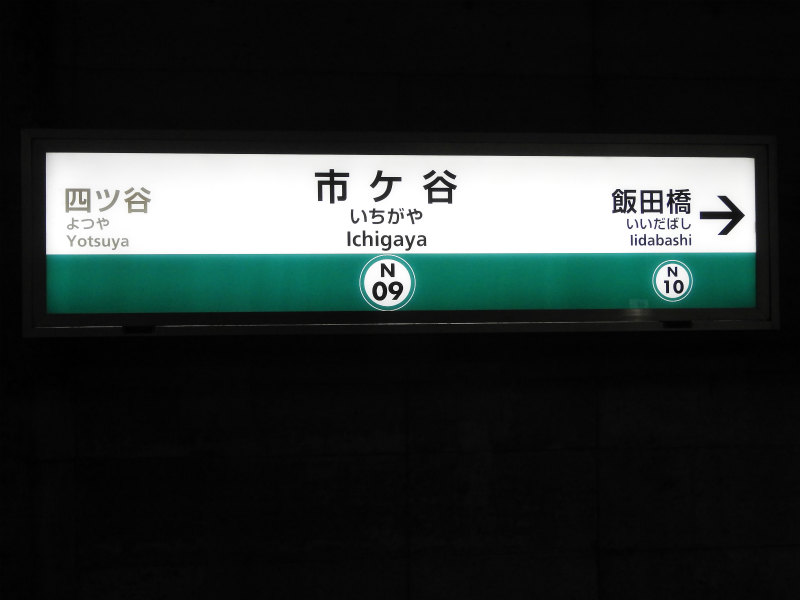 四ツ谷
よつや
Yotsuya
市ケ谷
いちがや
Ichigaya
N
09
飯田橋
いいだばし
Iidabashi
N
10